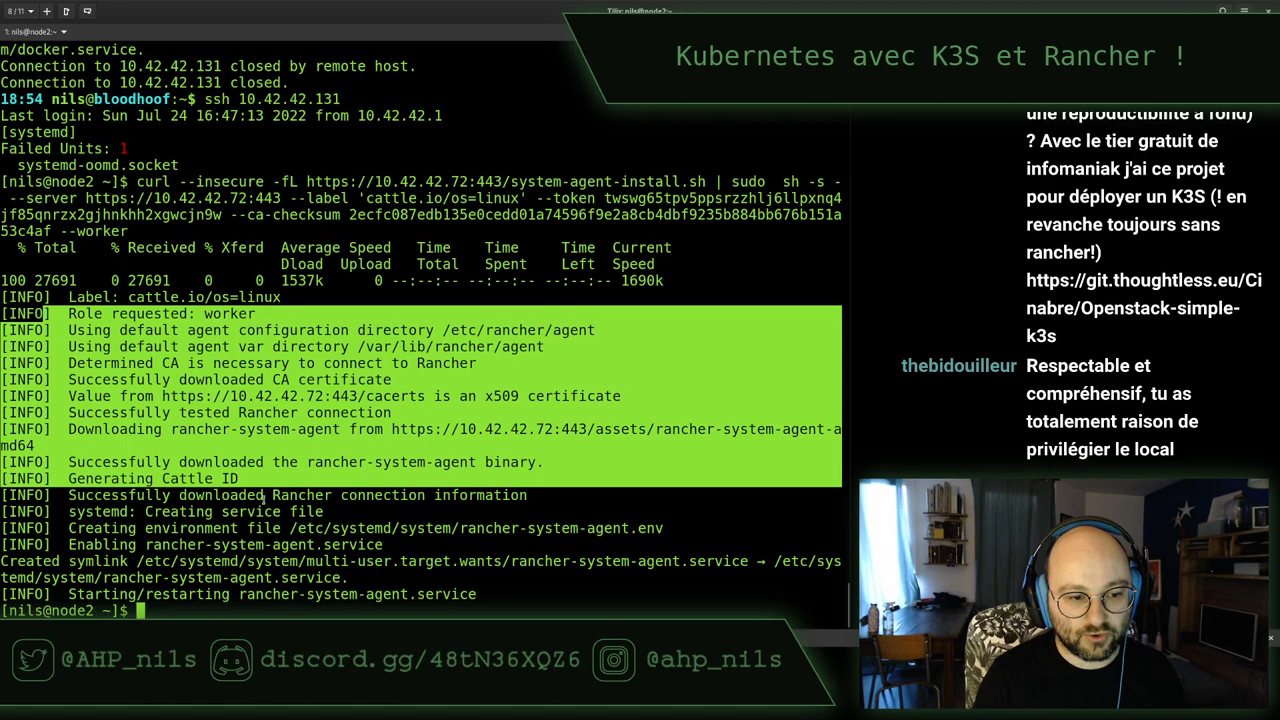 8 / 11
Tilix: nils@node2:~
1: nils@node2:~
m/docker.service.
Connection to 10.42.42.131 closed by remote host.
Connection to 10.42.42.131 closed.
18:54 nils@bloodhoof:~$ ssh 10.42.42.131
Last login: Sun Jul 24 16:47:13 2022 from 10.42.42.1
[systemd]
Failed Units: 1
systemd-oomd.socket
[nils@node2 ~]$ curl --insecure -fL https://10.42.42.72:443/system-agent-install.sh | sudo  sh -s -
--server https://10.42.42.72:443 --label 'cattle.io/os=linux' --token twswg65tpv5ppsrzzhlj6llpxnq4
jf85qnrzx2gjhnkhh2xgwcjn9w --ca-checksum 2ecfc087edb135e0cedd01a74596f9e2a8cb4dbf9235b884bb676b151a
53c4af --worker
% Total    % Received % Xferd  Average Speed   Time    Time     Time  Current
Dload  Upload   Total   Spent    Left  Speed
100 27691    0 27691    0     0  1537k      0 --:--:-- --:--:-- --:--:-- 1690k
[INFO]  Label: cattle.io/os=linux
[INFO]  Role requested: worker
[INFO]  Using default agent configuration directory /etc/rancher/agent
[INFO]  Using default agent var directory /var/lib/rancher/agent
[INFO]  Determined CA is necessary to connect to Rancher
[INFO]  Successfully downloaded CA certificate
[INFO]  Value from https://10.42.42.72:443/cacerts is an x509 certificate
[INFO]  Successfully tested Rancher connection
[INFO]  Downloading rancher-system-agent from https://10.42.42.72:443/assets/rancher-system-agent-a
md64
[INFO]  Successfully downloaded the rancher-system-agent binary.
[INFO]  Generating Cattle ID
[INFO]  Successfully downloaded Rancher connection information
[INFO]  systemd: Creating service file
[INFO]  Creating environment file /etc/systemd/system/rancher-system-agent.env
[INFO]  Enabling rancher-system-agent.service
Created symlink /etc/systemd/system/multi-user.target.wants/rancher-system-agent.service → /etc/sys
temd/system/rancher-system-agent.service.
[INFO]  Starting/restarting rancher-system-agent.service
[nils@node2 ~]$
Kubernetes avec K3S et Rancher !
une reproductibilité à fond)
? Avec le tier gratuit de
infomaniak j'ai ce projet
pour déployer un K3S (! en
revanche toujours sans
rancher!)
https://git.thoughtless.eu/Ci
nabre/Openstack-simple-
k3s
thebidouilleur Respectable et
compréhensif, tu as
totalement raison de
privilégier le local
@AHP_nils
discord.gg/48tN36XQZ6
@ahp_nils